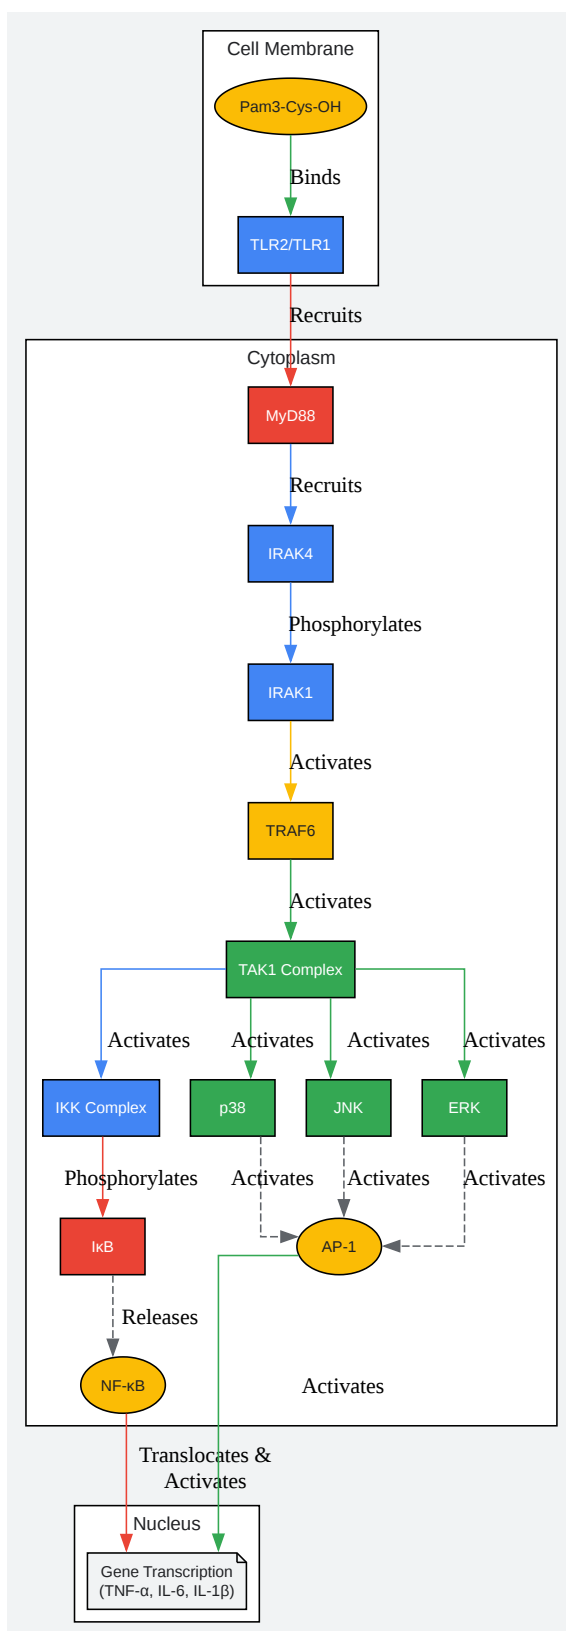 Cell Membrane
Pam3-Cys-OH
Binds
TLR2/TLR1
Recruits
Cytoplasm
MyD88
Recruits
IRAK4
Phosphorylates
IRAK1
Activates
TRAF6
Activates
TAK1 Complex
Activates
Activates
Activates
Activates
IKK Complex
p38
JNK
ERK
Phosphorylates
Activates
Activates
Activates
IκB
AP-1
Releases
NF-κB
Activates
Translocates &
Activates
Nucleus
Gene Transcription
(TNF-α, IL-6, IL-1β)